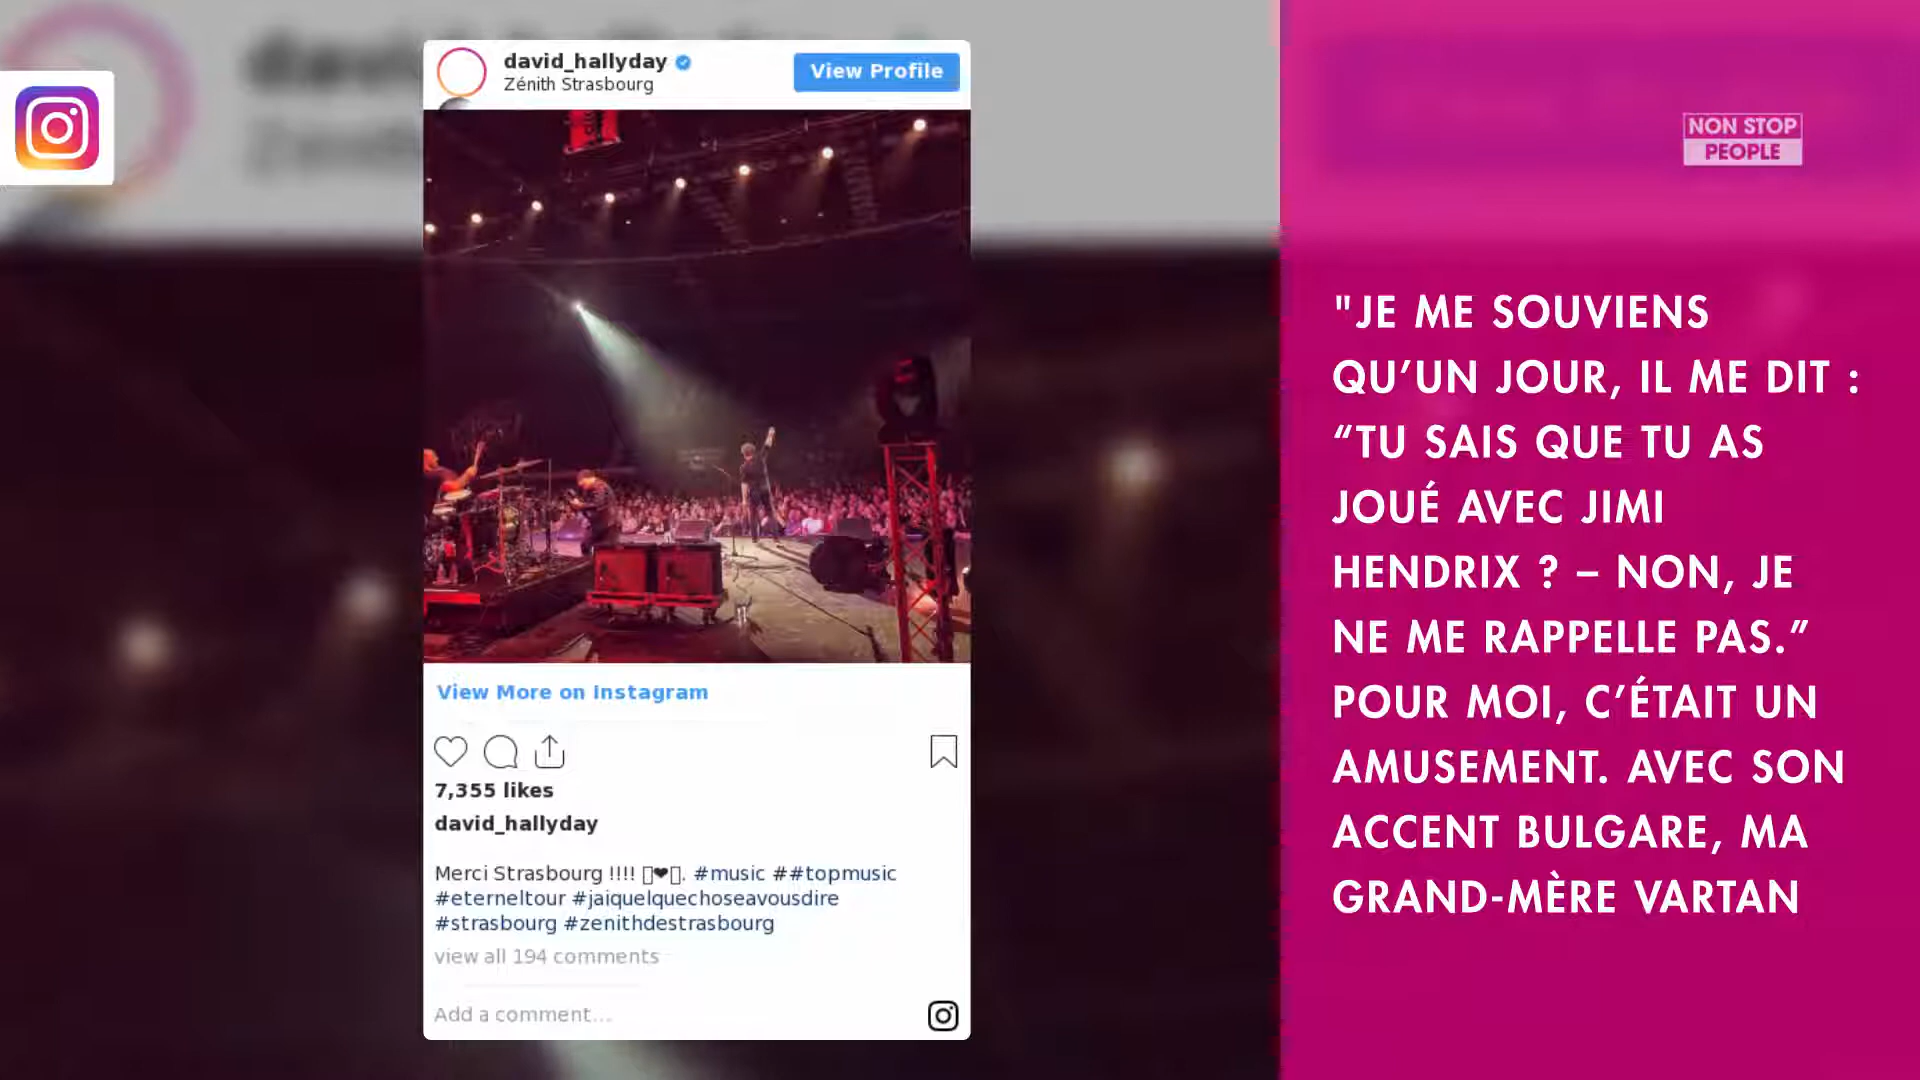 david_hallyday
Zénith Strasbourg
View Profile
View More on Instagram
7,355 likes
david_hallyday
Merci Strasbourg !!!! ❤. #music ##topmusic
#eterneltour #jaiquelquechoseavousdire
#strasbourg #zenithdestrasbourg
view all 194 comments
Add a comment...
NON STOP
PEOPLE
"JE ME SOUVIENS
QU’UN JOUR, IL ME DIT :
“TU SAIS QUE TU AS
JOUÉ AVEC JIMI
HENDRIX ? – NON, JE
NE ME RAPPELLE PAS.”
POUR MOI, C’ÉTAIT UN
AMUSEMENT. AVEC SON
ACCENT BULGARE, MA
GRAND-MÈRE VARTAN